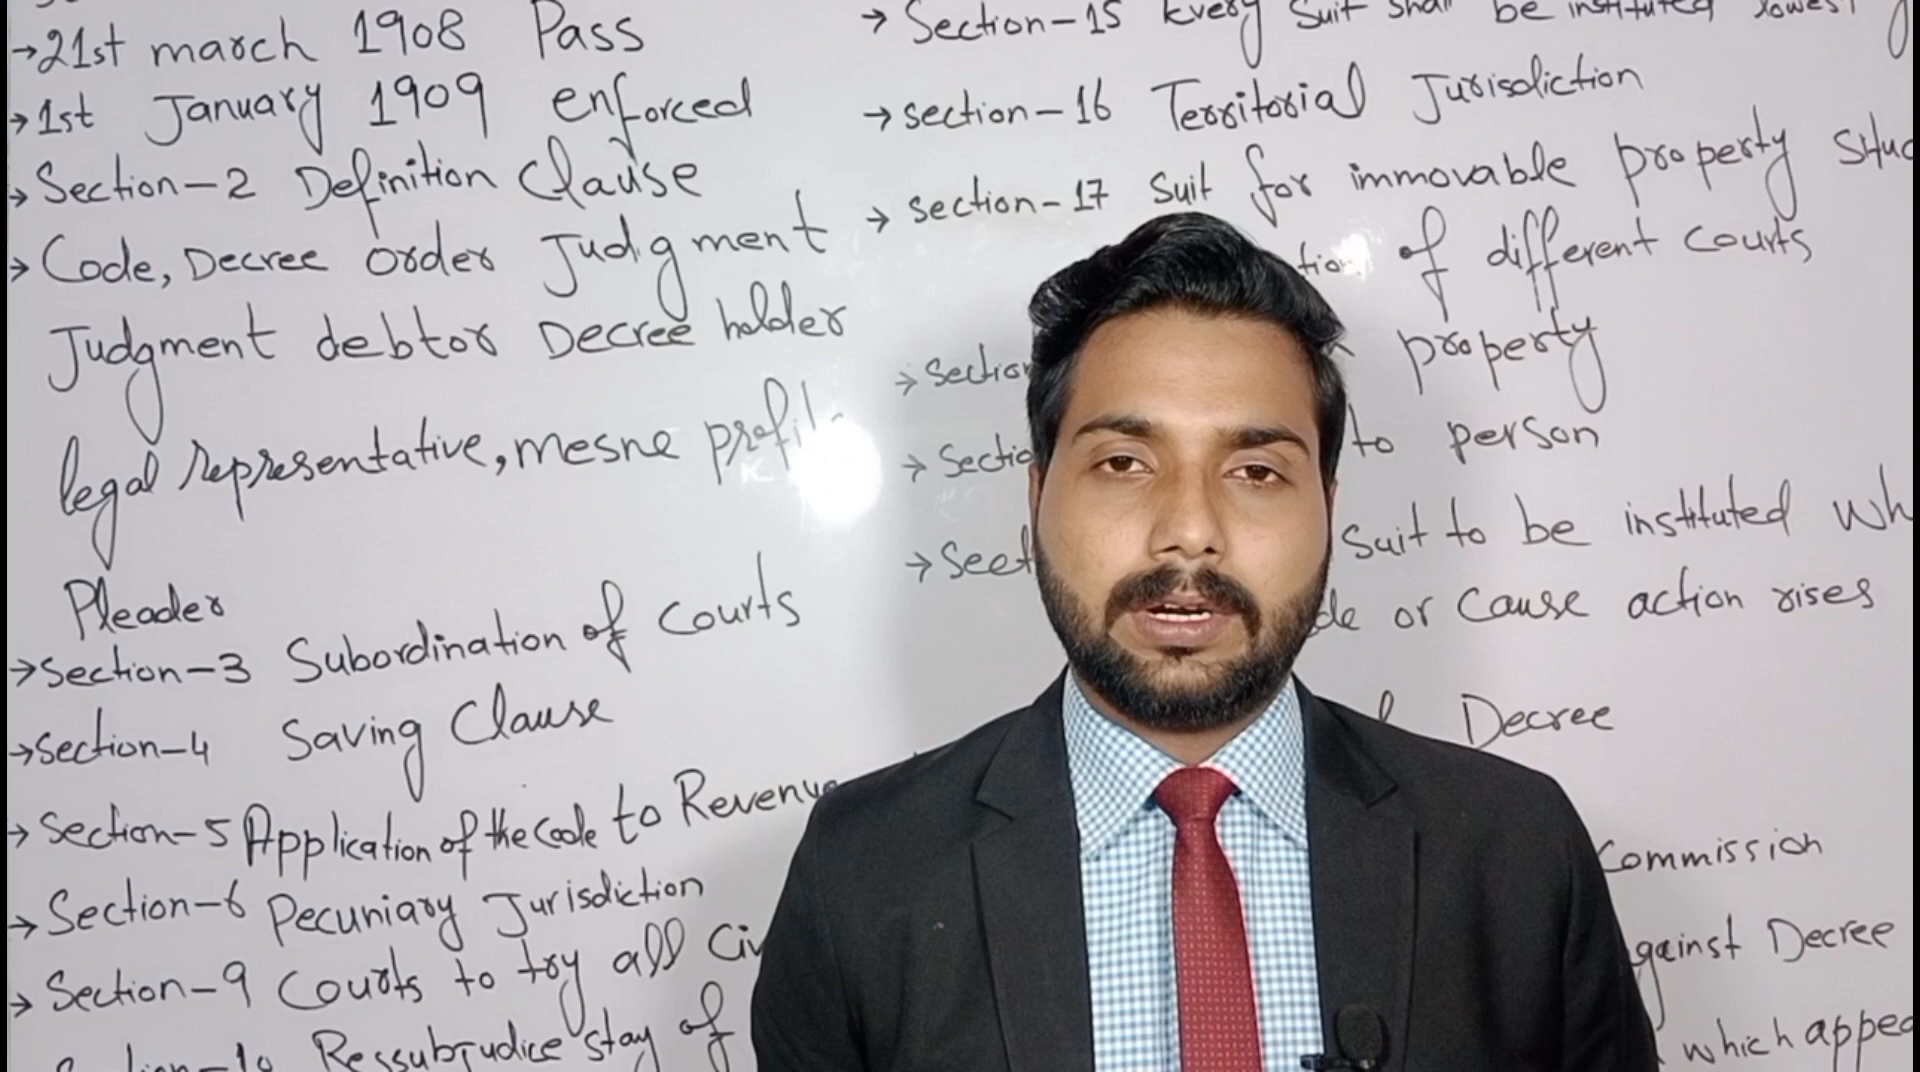 →21st march 1908 Pass
→1st January 1909 enforced
→Section-2 Definition Clause
→Code, Decree order Judgment
Judgment debtor Decree holder
legal representative, mesne
Pleader
→Section-3 Subordination of Courts
→Section-4 Saving Clause
→Section-5 Application of the Code to Revenue
→Section-6 Pecuniary Jurisdiction
→Section-9 Courts to try all
Ressubjudice stay of
→Section-15 Every Suit shall be instituted lowest
→section-16 Territorial Jurisdiction
→section-17 Suit for immovable property
of different courts
→ property
→ to person
→ Suit to be instituted
or Cause action rises
Decree
Commission
Decree
which